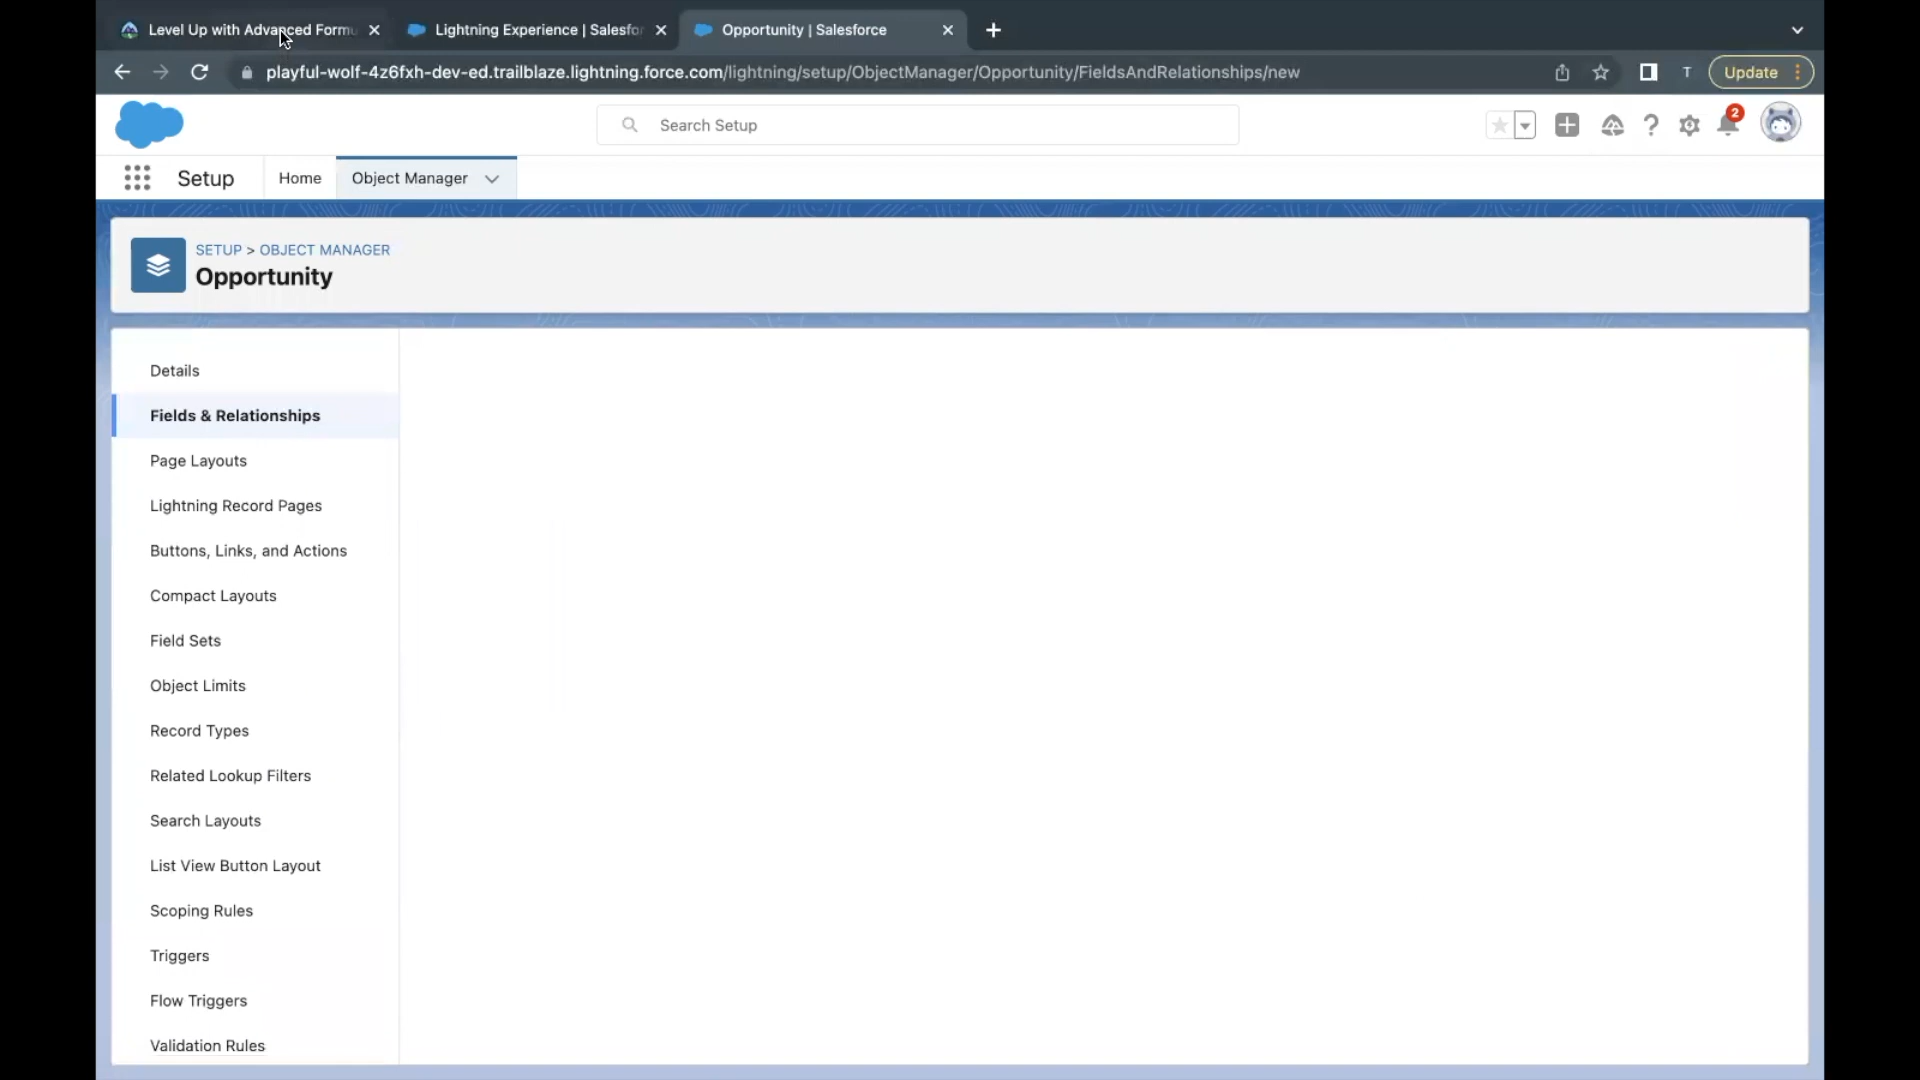 Level Up with Advanced Formu
Lightning Experience | Salesfor
Opportunity | Salesforce
playful-wolf-4z6fxh-dev-ed.trailblaze.lightning.force.com/lightning/setup/ObjectManager/Opportunity/FieldsAndRelationships/new
T
Update
Search Setup
2
Setup
Home
Object Manager
SETUP > OBJECT MANAGER
Opportunity
Details
Fields & Relationships
Page Layouts
Lightning Record Pages
Buttons, Links, and Actions
Compact Layouts
Field Sets
Object Limits
Record Types
Related Lookup Filters
Search Layouts
List View Button Layout
Scoping Rules
Triggers
Flow Triggers
Validation Rules